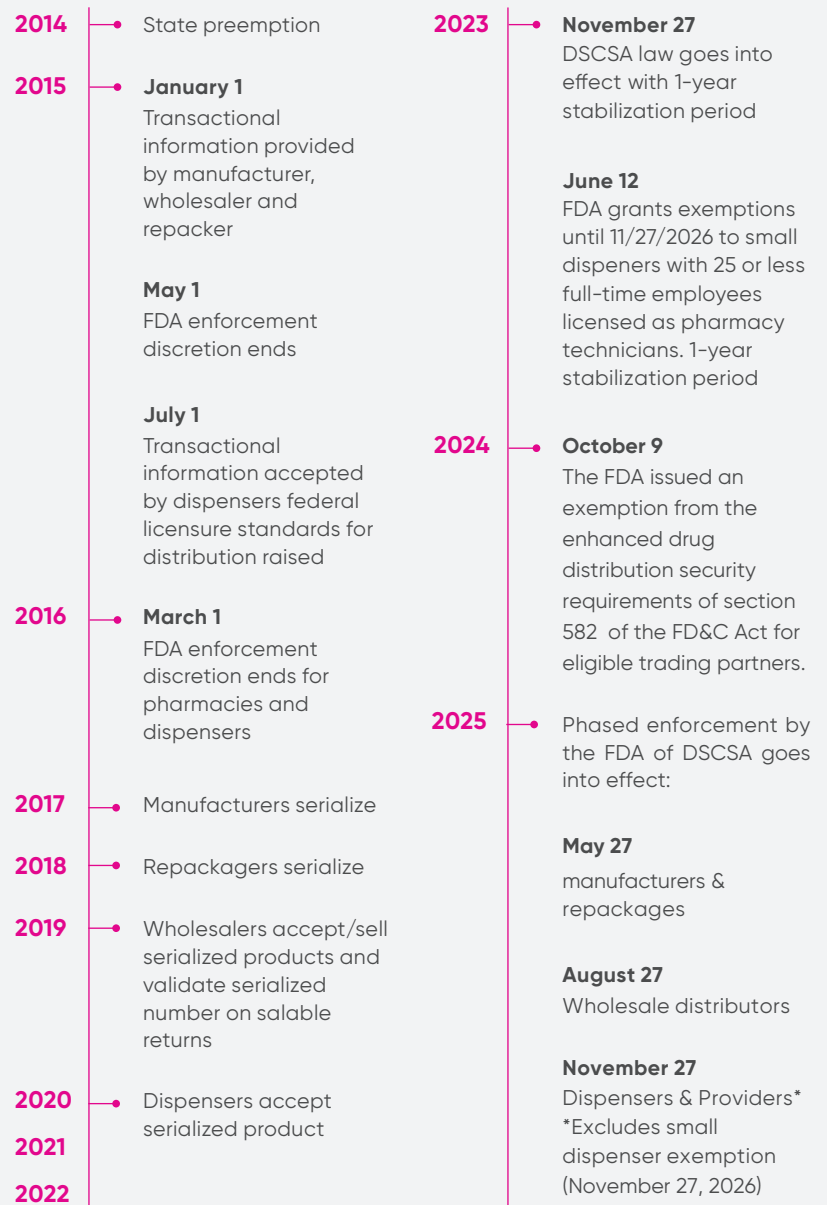 2014
State preemption
2015
January 1
Transactional
information provided
by manufacturer,
wholesaler and
repacker
May 1
FDA enforcement
discretion ends
July 1
Transactional
information accepted
by dispensers federal
licensure standards for
distribution raised
2016
March 1
FDA enforcement
discretion ends for
pharmacies and
dispensers
2017
Manufacturers serialize
2018
Repackagers serialize
2019
Wholesalers accept/sell
serialized products and
validate serialized
number on salable
returns
2020
Dispensers accept
serialized product
2021
2022
2023
November 27
DSCSA law goes into
effect with 1-year
stabilization period
June 12
FDA grants exemptions
until 11/27/2026 to small
dispeners with 25 or less
full-time employees
licensed as pharmacy
technicians. 1-year
stabilization period
2024
October 9
The FDA issued an
exemption from the
enhanced drug
distribution security
requirements of section
582 of the FD&C Act for
eligible trading partners.
2025
Phased enforcement by
the FDA of DSCSA goes
into effect:
May 27
manufacturers &
repackages
August 27
Wholesale distributors
November 27
Dispensers & Providers*
*Excludes small
dispenser exemption
(November 27, 2026)